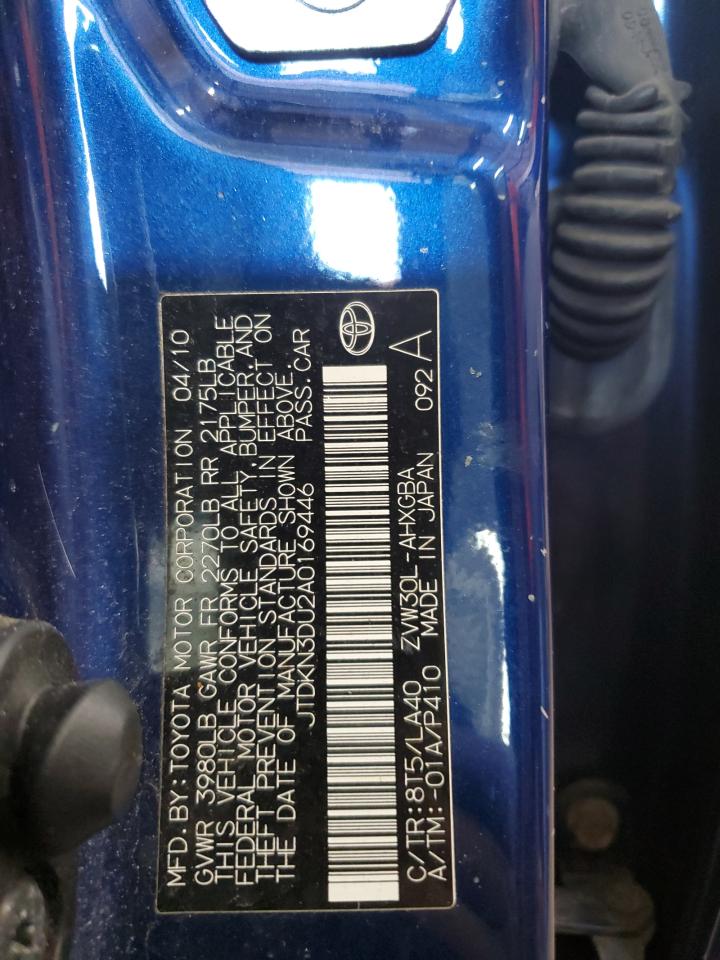 MFD.BY:TOYOTA MOTOR CORPORATION 04/10
GVWR 3980LB GAWR FR 2270LB RR 2175LB
THIS VEHICLE CONFORMS TO ALL APPLICABLE
FEDERAL MOTOR VEHICLE SAFETY, BUMPER, AND
THEFT PREVENTION STANDARDS IN EFFECT ON
THE DATE OF MANUFACTURE SHOWN ABOVE.
JTDKN3DU2A0169446 PASS.CAR
C/TR:8T5/LA40 ZVW30L-AHXGBA
A/TM:-01A/P410 MADE IN JAPAN 092 A